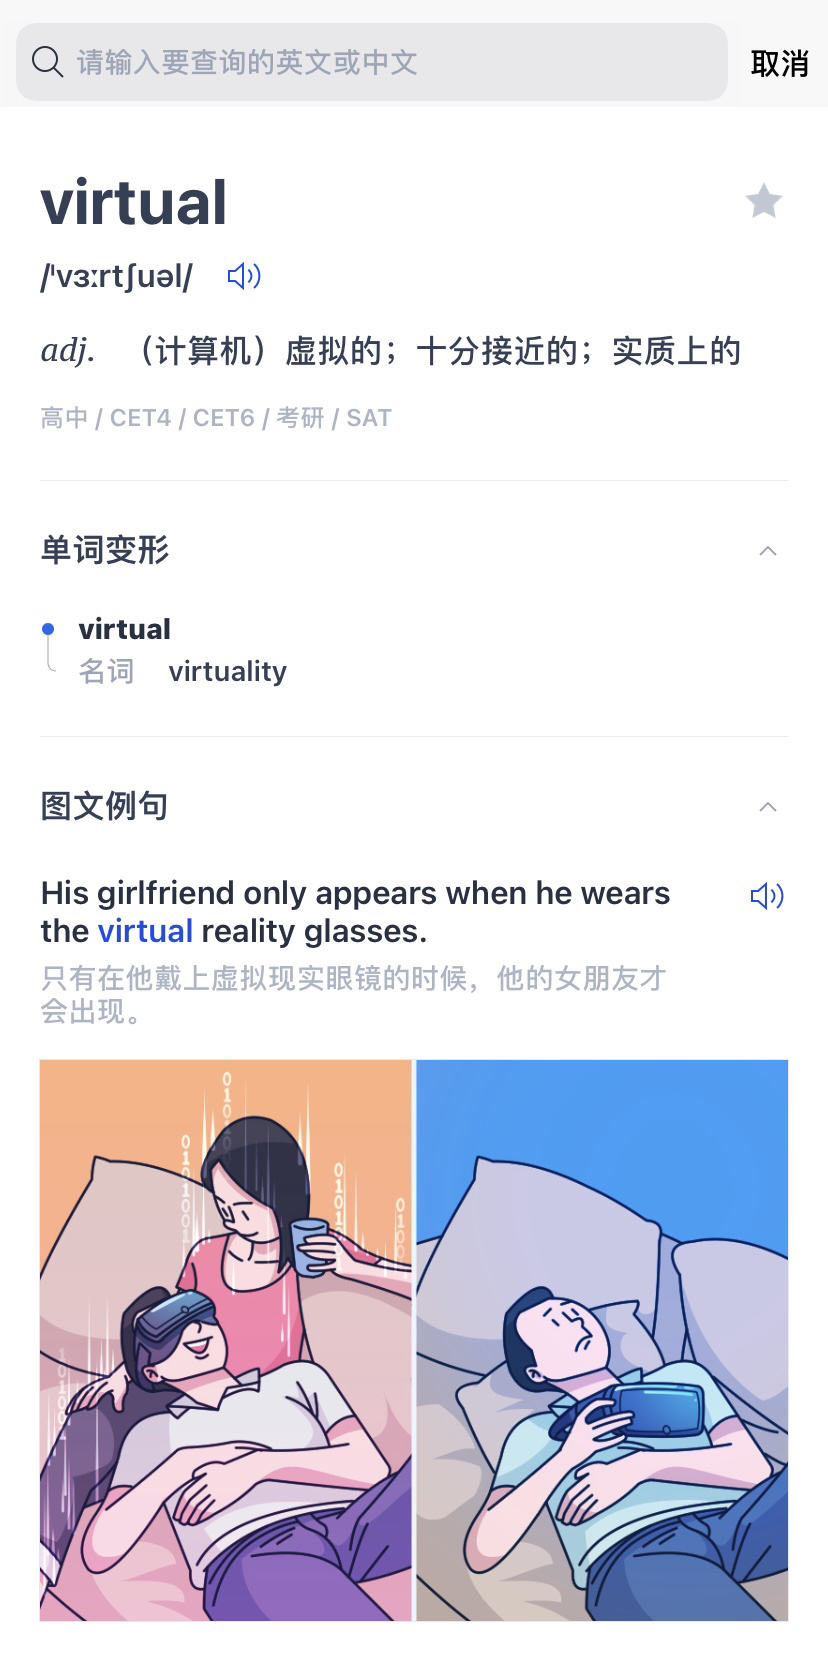 请输入要查询的英文或中文
取消
virtual
/ˈvɜːrtʃuəl/
adj. （计算机）虚拟的；十分接近的；实质上的
高中 / CET4 / CET6 / 考研 / SAT
单词变形
virtual
名词 virtuality
图文例句
His girlfriend only appears when he wears
the virtual reality glasses.
只有在他戴上虚拟现实眼镜的时候，他的女朋友才
会出现。